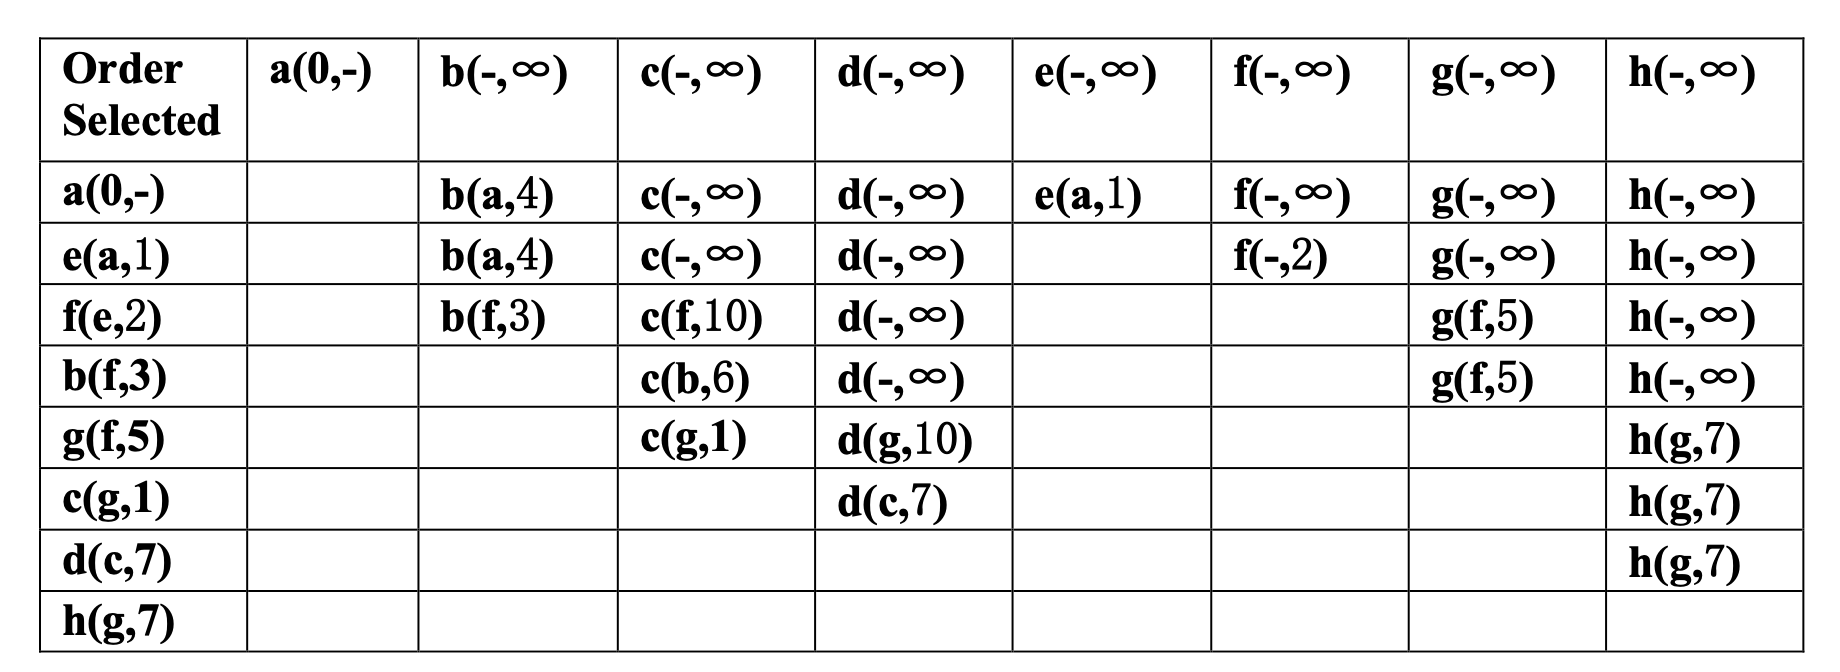 Order Selected a(0,-) b(-,∞) c(-,∞) d(-,∞) e(-,∞) f(-,∞) g(-,∞) h(-,∞)
a(0,-) b(a,4) c(-,∞) d(-,∞) e(a,1) f(-,∞) g(-,∞) h(-,∞)
e(a,1) b(a,4) c(-,∞) d(-,∞) f(-,2) g(-,∞) h(-,∞)
f(e,2) b(f,3) c(f,10) d(-,∞) g(f,5) h(-,∞)
b(f,3) c(b,6) d(-,∞) g(f,5) h(-,∞)
g(f,5) c(g,1) d(g,10) h(g,7)
c(g,1) d(c,7) h(g,7)
d(c,7) h(g,7)
h(g,7)